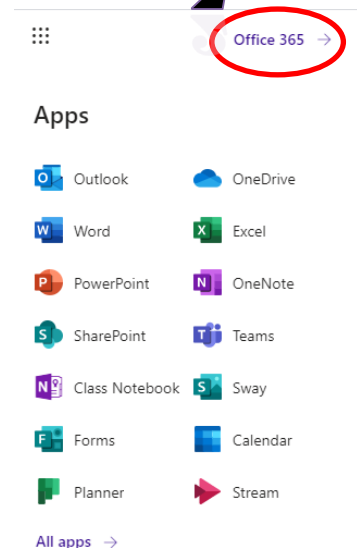 Office 365 →
Apps
Outlook OneDrive
Word Excel
PowerPoint OneNote
SharePoint Teams
Class Notebook Sway
Forms Calendar
Planner Stream
All apps →